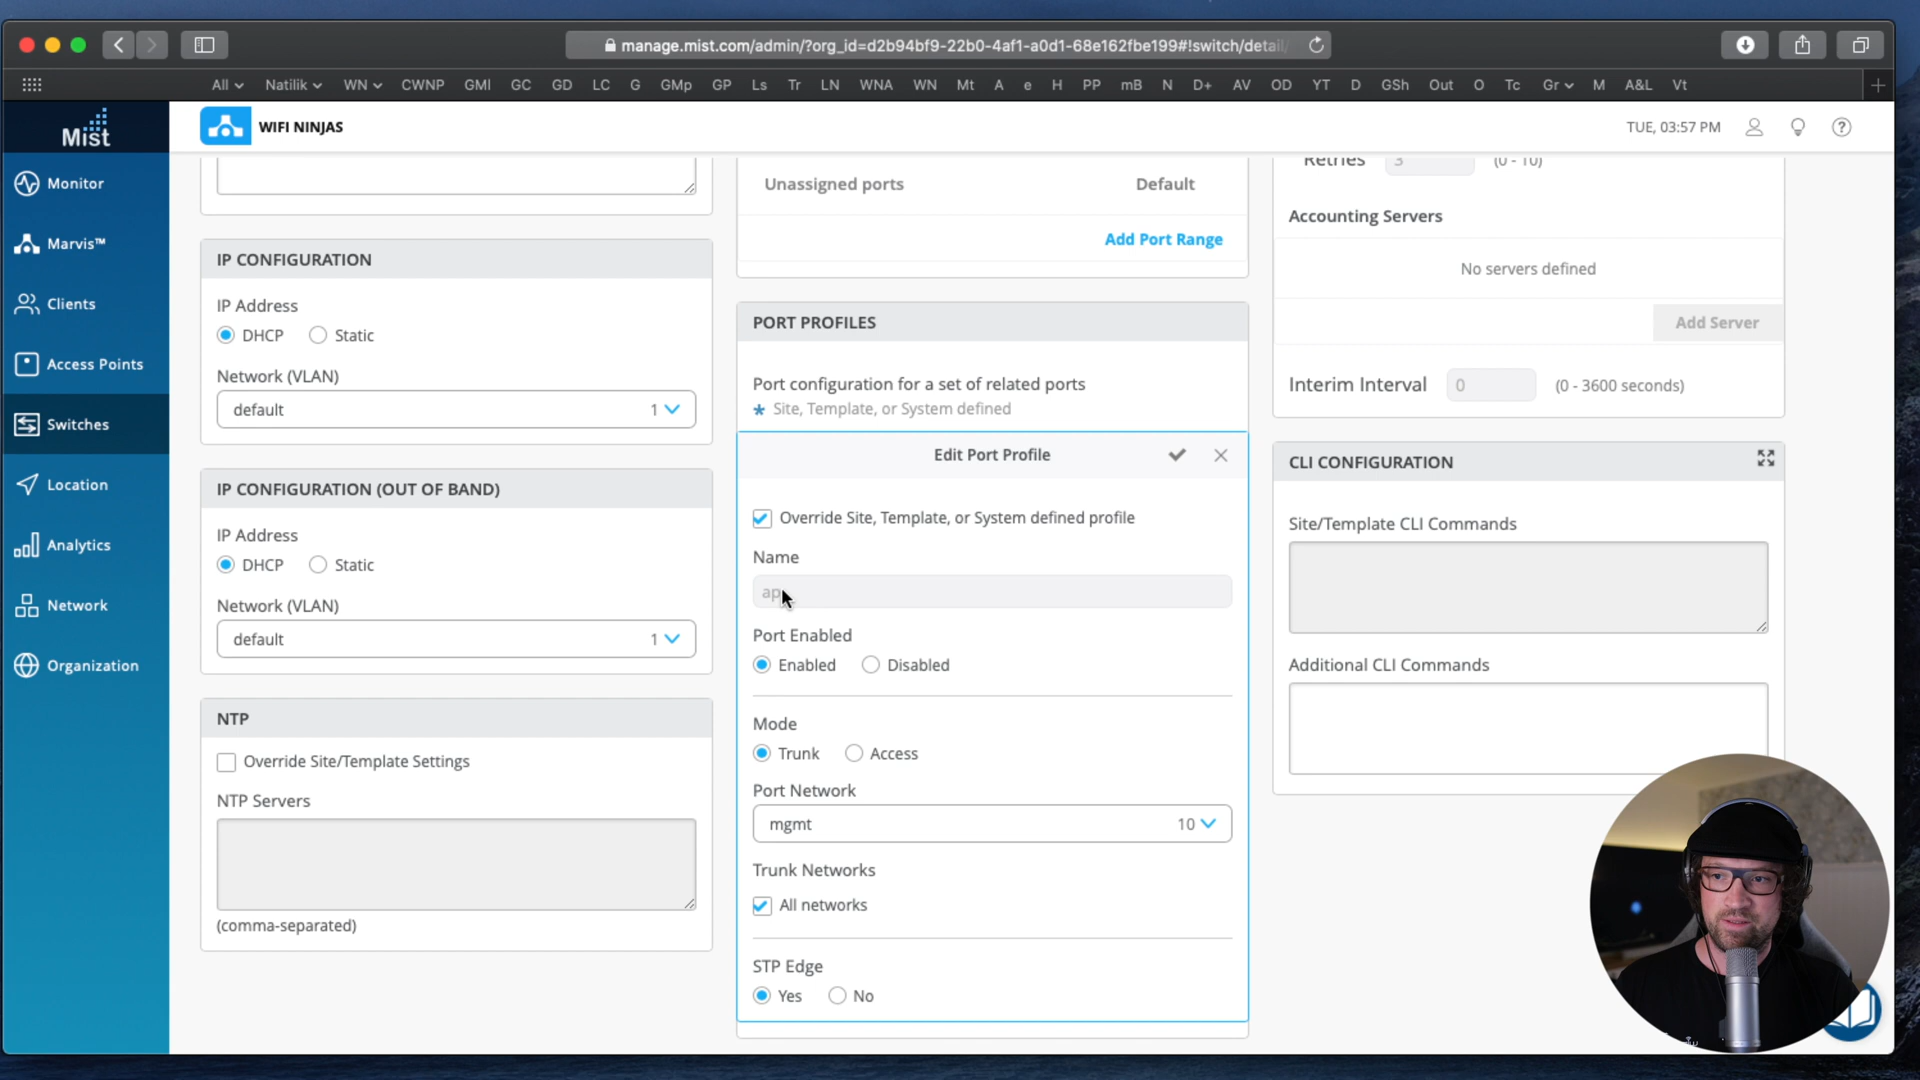 manage.mist.com/admin/?org_id=d2b94bf9-22b0-4af1-a0d1-68e162fbe199#!switch/detail/
All Natilik WN CWNP GMl GC GD LC G GMp GP Ls Tr LN WNA WN Mt A e H PP mB N D+ AV OD YT D GSh Out O Tc Gr M A&L Vt
Mist
WIFI NINJAS
TUE, 03:57 PM
Monitor
Marvis™
Clients
Access Points
Switches
Location
Analytics
Network
Organization
IP CONFIGURATION
IP Address
DHCP Static
Network (VLAN)
default 1
IP CONFIGURATION (OUT OF BAND)
IP Address
DHCP Static
Network (VLAN)
default 1
NTP
Override Site/Template Settings
NTP Servers
(comma-separated)
Unassigned ports Default
Add Port Range
PORT PROFILES
Port configuration for a set of related ports
* Site, Template, or System defined
Edit Port Profile
Override Site, Template, or System defined profile
Name
ap
Port Enabled
Enabled Disabled
Mode
Trunk Access
Port Network
mgmt 10
Trunk Networks
All networks
STP Edge
Yes No
Retries 3 (0 - 10)
Accounting Servers
No servers defined
Add Server
Interim Interval 0 (0 - 3600 seconds)
CLI CONFIGURATION
Site/Template CLI Commands
Additional CLI Commands